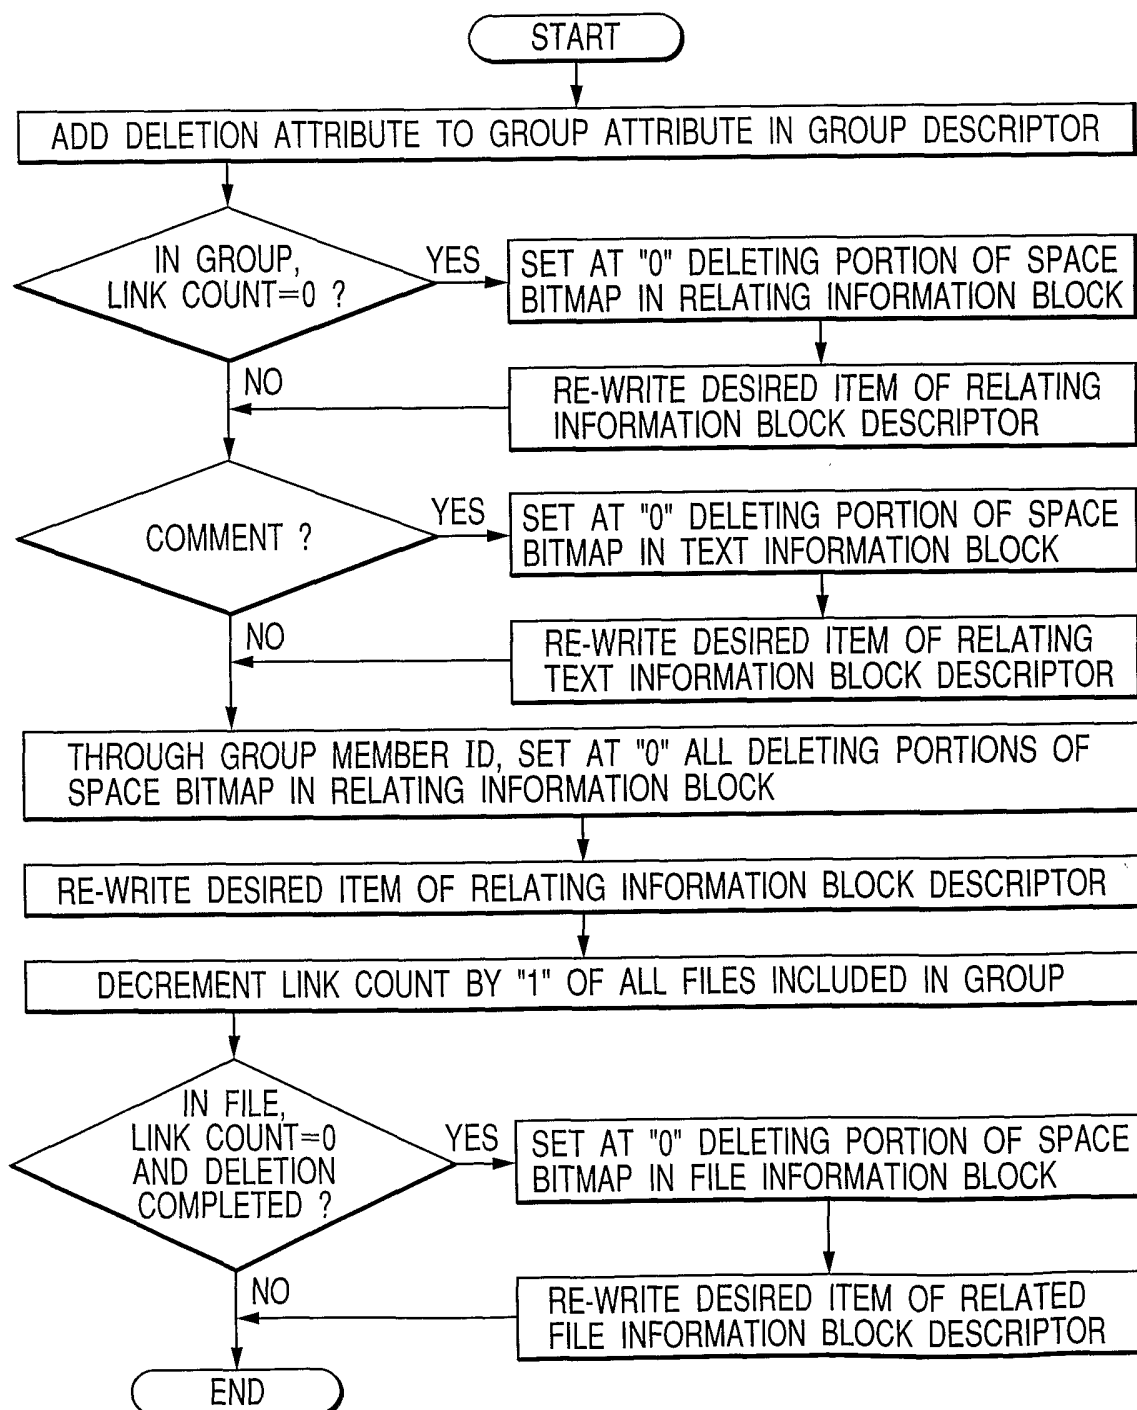 START
ADD DELETION ATTRIBUTE TO GROUP ATTRIBUTE IN GROUP DESCRIPTOR
IN GROUP,
LINK COUNT=0 ?
YES
SET AT "0" DELETING PORTION OF SPACE
BITMAP IN RELATING INFORMATION BLOCK
NO
RE-WRITE DESIRED ITEM OF RELATING
INFORMATION BLOCK DESCRIPTOR
COMMENT ?
YES
SET AT "0" DELETING PORTION OF SPACE
BITMAP IN TEXT INFORMATION BLOCK
NO
RE-WRITE DESIRED ITEM OF RELATING
TEXT INFORMATION BLOCK DESCRIPTOR
THROUGH GROUP MEMBER ID, SET AT "0" ALL DELETING PORTIONS OF
SPACE BITMAP IN RELATING INFORMATION BLOCK
RE-WRITE DESIRED ITEM OF RELATING INFORMATION BLOCK DESCRIPTOR
DECREMENT LINK COUNT BY "1" OF ALL FILES INCLUDED IN GROUP
IN FILE,
LINK COUNT=0
AND DELETION
COMPLETED ?
YES
SET AT "0" DELETING PORTION OF SPACE
BITMAP IN FILE INFORMATION BLOCK
NO
RE-WRITE DESIRED ITEM OF RELATED
FILE INFORMATION BLOCK DESCRIPTOR
END